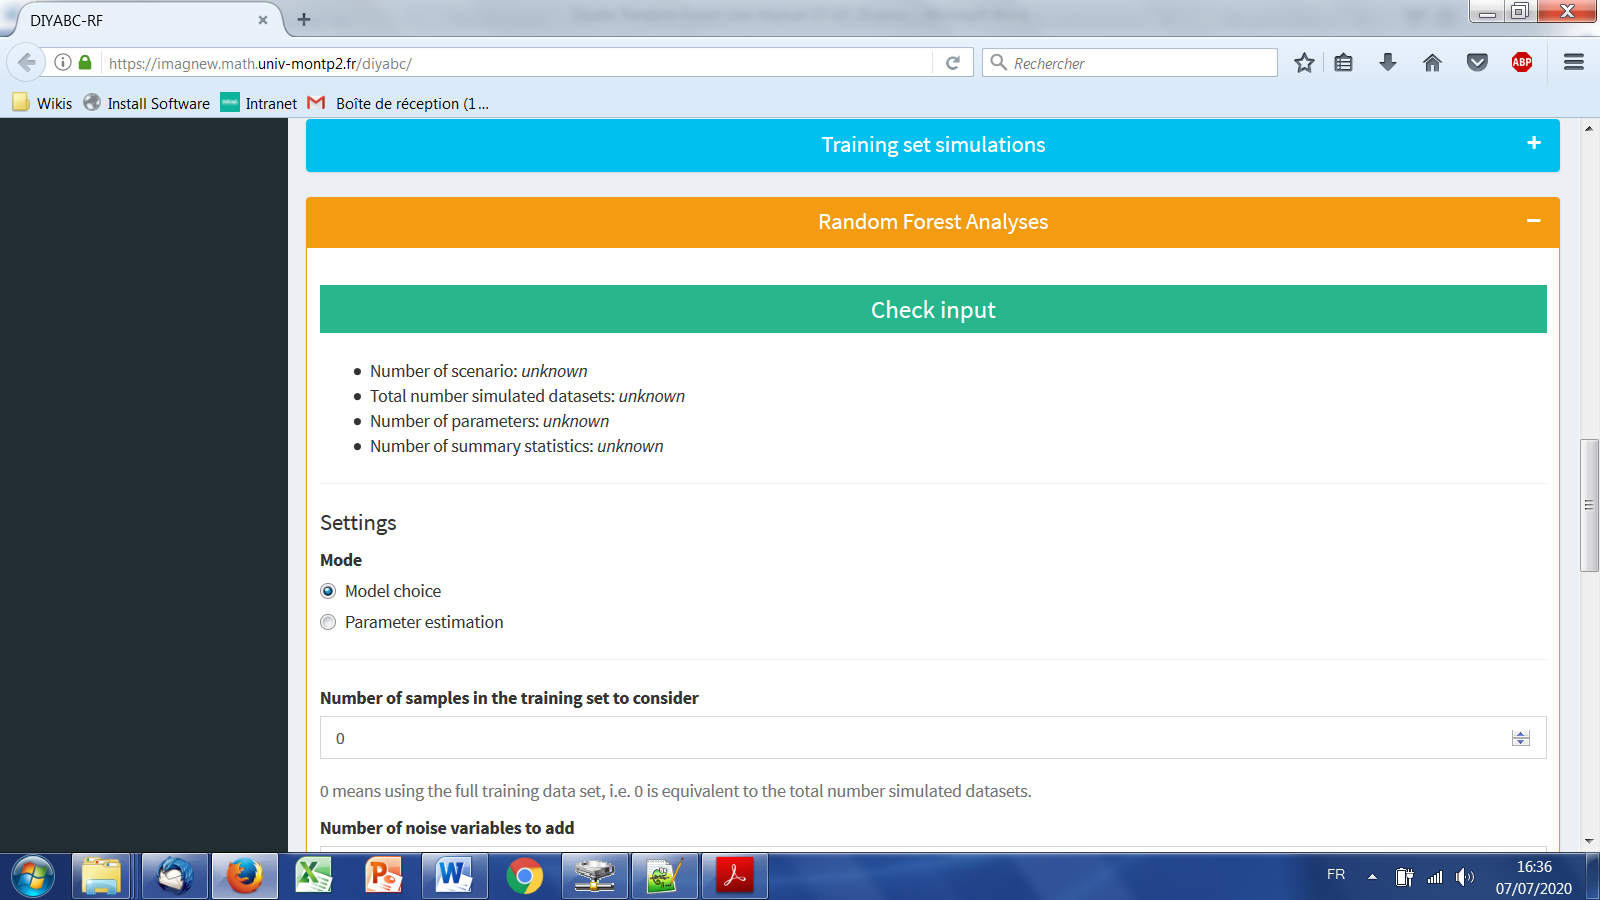 DIYABC-RF
https://imagnew.math.univ-montp2.fr/diyabc/
Rechercher
ABP
Wikis
Install Software
Intranet
Boîte de réception (1 ...
Training set simulations
Random Forest Analyses
Check input
Number of scenario: unknown
Total number simulated datasets: unknown
Number of parameters: unknown
Number of summary statistics: unknown
Settings
Mode
Model choice
Parameter estimation
Number of samples in the training set to consider
0
0 means using the full training data set, i.e. 0 is equivalent to the total number simulated datasets.
Number of noise variables to add
FR
16:36
07/07/2020